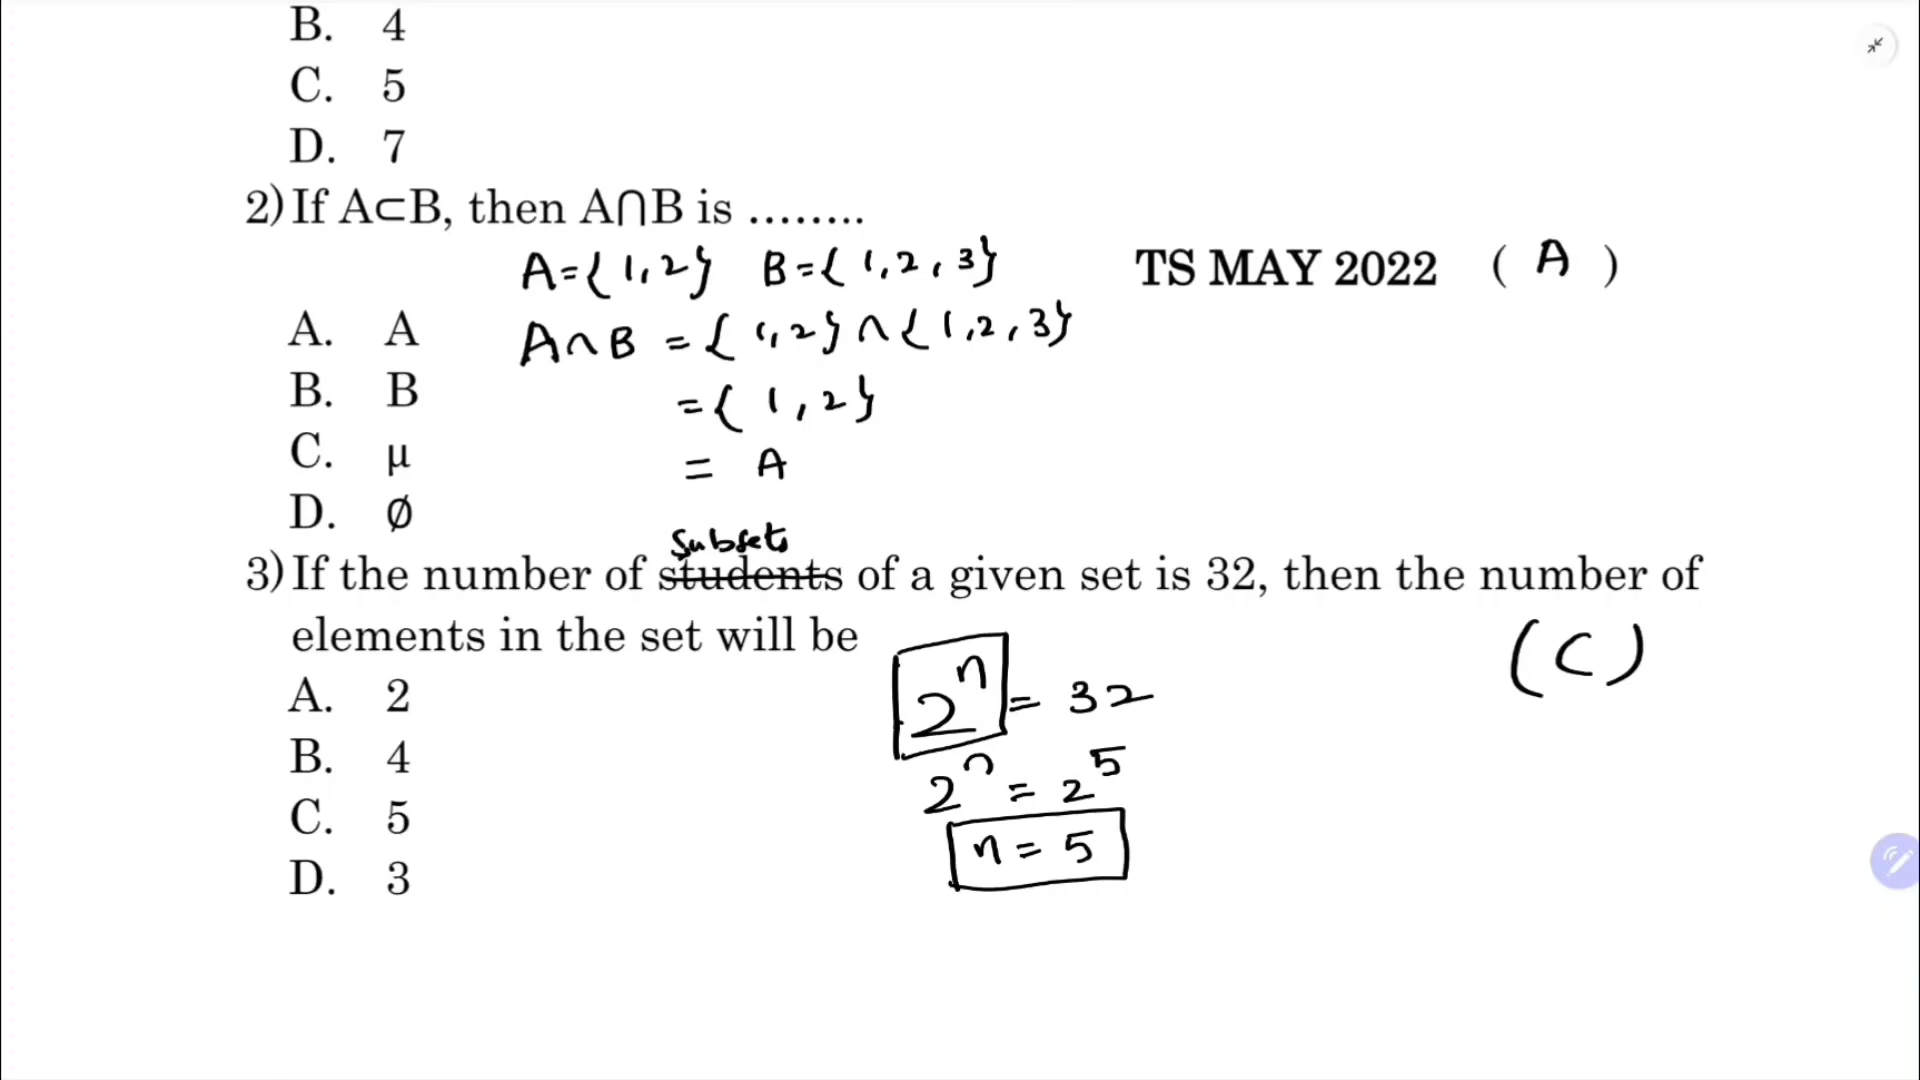 B. 4
C. 5
D. 7
2) If A⊂B, then A∩B is ........
A={1,2} B={1,2,3} TS MAY 2022 ( A )
A. A A∩B = {1,2}∩{1,2,3}
B. B ={1,2}
C. μ = A
D. ∅
subsets
3) If the number of students of a given set is 32, then the number of
elements in the set will be (C)
A. 2 2ⁿ = 32
B. 4 2ⁿ = 2⁵
C. 5 n = 5
D. 3